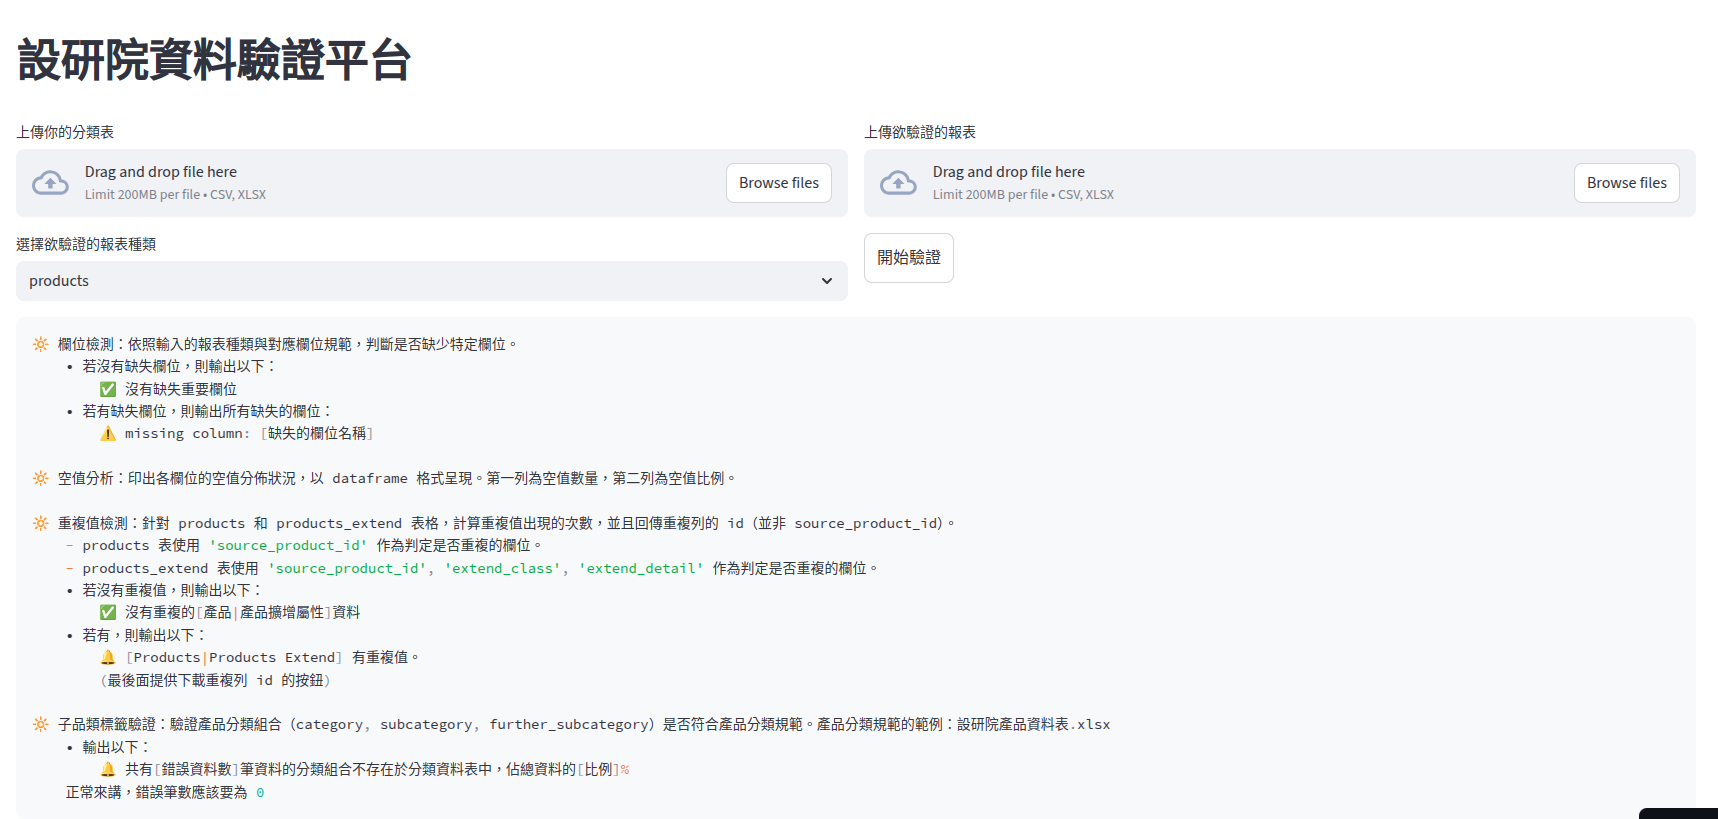 設研院資料驗證平台
上傳你的分類表
Drag and drop file here
Limit 200MB per file • CSV, XLSX
Browse files
上傳欲驗證的報表
Drag and drop file here
Limit 200MB per file • CSV, XLSX
Browse files
選擇欲驗證的報表種類
products
開始驗證
🔆 欄位檢測：依照輸入的報表種類與對應欄位規範，判斷是否缺少特定欄位。
• 若沒有缺失欄位，則輸出以下：
✅ 沒有缺失重要欄位
• 若有缺失欄位，則輸出所有缺失的欄位：
⚠️ missing column: [缺失的欄位名稱]
🔆 空值分析：印出各欄位的空值分佈狀況，以 dataframe 格式呈現。第一列為空值數量，第二列為空值比例。
🔆 重複值檢測：針對 products 和 products_extend 表格，計算重複值出現的次數，並且回傳重複列的 id（並非 source_product_id）。
- products 表使用 'source_product_id' 作為判定是否重複的欄位。
- products_extend 表使用 'source_product_id', 'extend_class', 'extend_detail' 作為判定是否重複的欄位。
• 若沒有重複值，則輸出以下：
✅ 沒有重複的[產品|產品擴增屬性]資料
• 若有，則輸出以下：
🔔 [Products|Products Extend] 有重複值。
(最後面提供下載重複列 id 的按鈕)
🔆 子品類標籤驗證：驗證產品分類組合（category, subcategory, further_subcategory）是否符合產品分類規範。產品分類規範的範例：設研院產品資料表.xlsx
• 輸出以下：
🔔 共有[錯誤資料數]筆資料的分類組合不存在於分類資料表中，佔總資料的[比例]%
正常來講，錯誤筆數應該要為 0